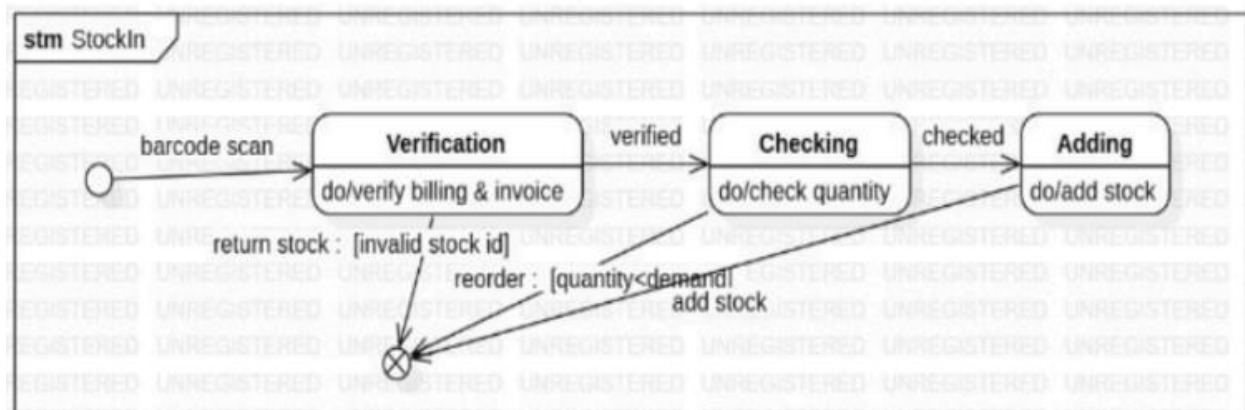 stm StockIn
barcode scan
Verification
do/verify billing & invoice
verified
Checking
do/check quantity
checked
Adding
do/add stock
return stock : [invalid stock id]
reorder : [quantity<demand]
add stock
UNREGISTERED